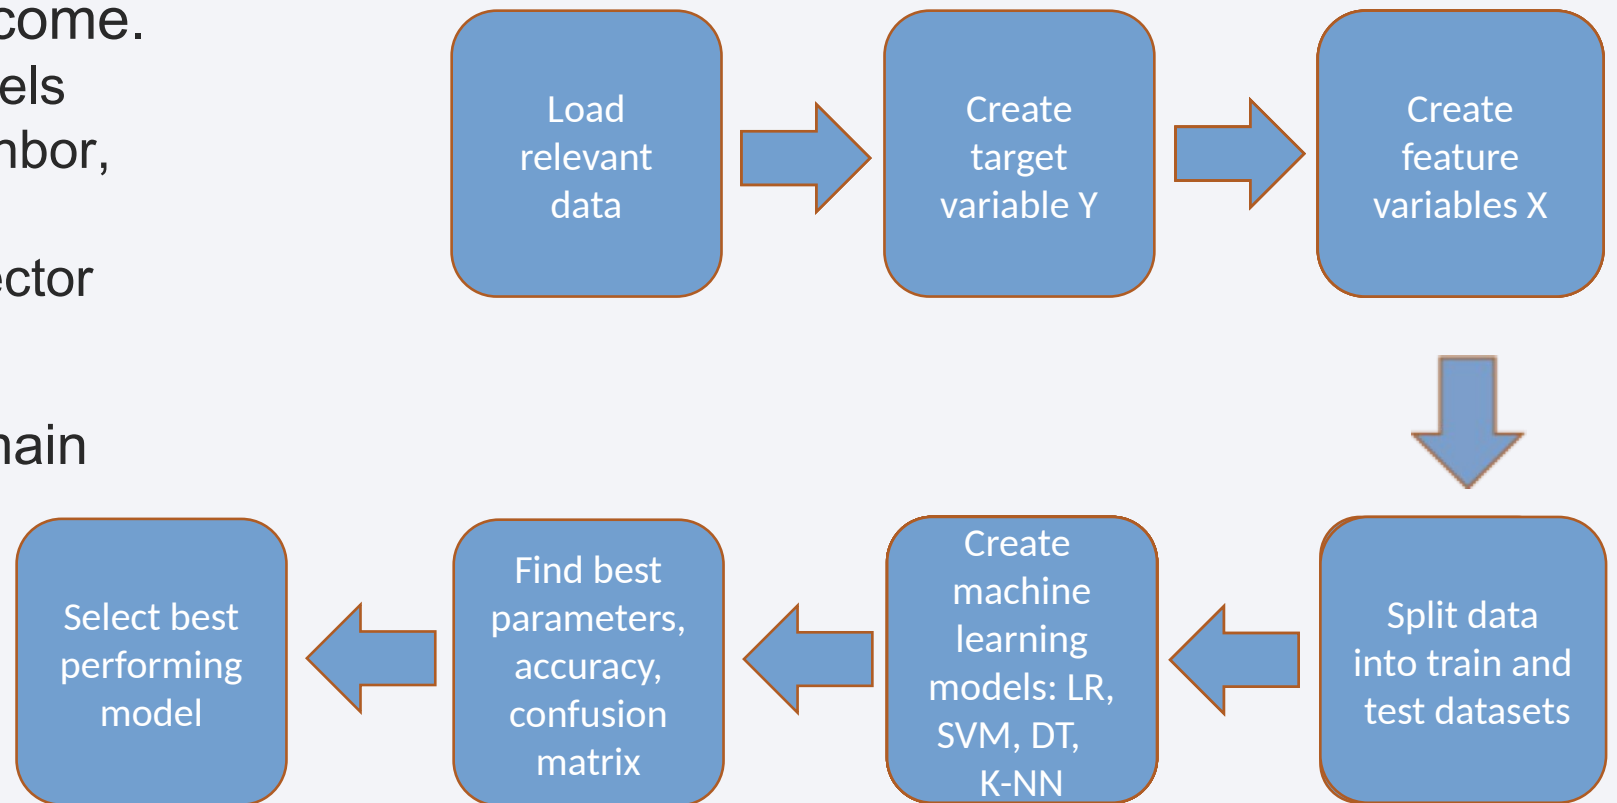 come.
els
nbor,
ector
main
Load
relevant
data
Create
target
variable Y
Create
feature
variables X
Split data
into train and
test datasets
Create
machine
learning
models: LR,
SVM, DT,
K-NN
Find best
parameters,
accuracy,
confusion
matrix
Select best
performing
model